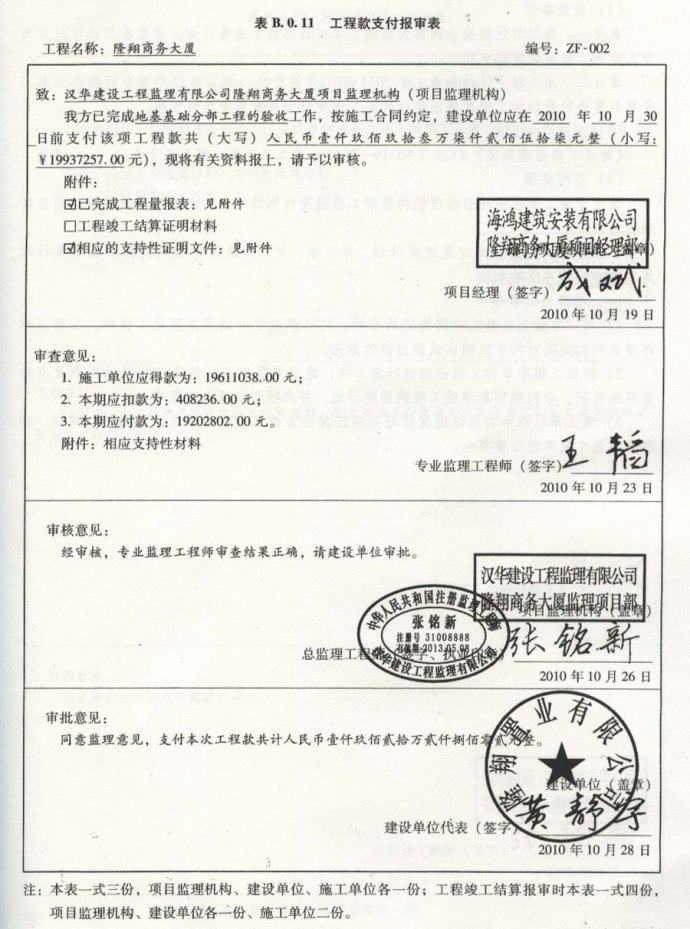 表 B.0.11 工程款支付报审表
工程名称：隆翔商务大厦 编号：ZF-002
致：汉华建设工程监理有限公司隆翔商务大厦项目监理机构（项目监理机构）
我方已完成地基基础分部工程的验收工作，按施工合同约定，建设单位应在 2010 年 10 月 30
日前支付该项工程款共（大写）人民币壹仟玖佰玖拾叁万柒仟贰佰伍拾柒元整（小写：
￥19937257.00 元），现将有关资料报上，请予以审核。
附件：
☑已完成工程量报表：见附件
☐工程竣工结算证明材料
☑相应的支持性证明文件：见附件
海鸿建筑安装有限公司
隆翔商务大厦项目经理部
章）
项目经理（签字）成斌
2010 年 10 月 19 日
审查意见：
1. 施工单位应得款为：19611038.00 元；
2. 本期应扣款为：408236.00 元；
3. 本期应付款为：19202802.00 元。
附件：相应支持性材料
专业监理工程师（签字）王韬
2010 年 10 月 23 日
审核意见：
经审核，专业监理工程师审查结果正确，请建设单位审批。
汉华建设工程监理有限公司
隆翔商务大厦监理项目部
项目监理机构（盖章）
中华人民共和国注册监理工程师
张铭新
注册号 31008888
有效期 2013.05.08
汉华建设工程监理有限公司
总监理工程师（签字、执业印章）张铭新
2010 年 10 月 26 日
审批意见：
同意监理意见，支付本次工程款共计人民币壹仟玖佰贰拾万贰仟捌佰零贰元整。
隆翔置业有限公司
建设单位（盖章）
建设单位代表（签字）黄静
2010 年 10 月 28 日
注：本表一式三份，项目监理机构、建设单位、施工单位各一份；工程竣工结算报审时本表一式四份，
项目监理机构、建设单位各一份、施工单位二份。